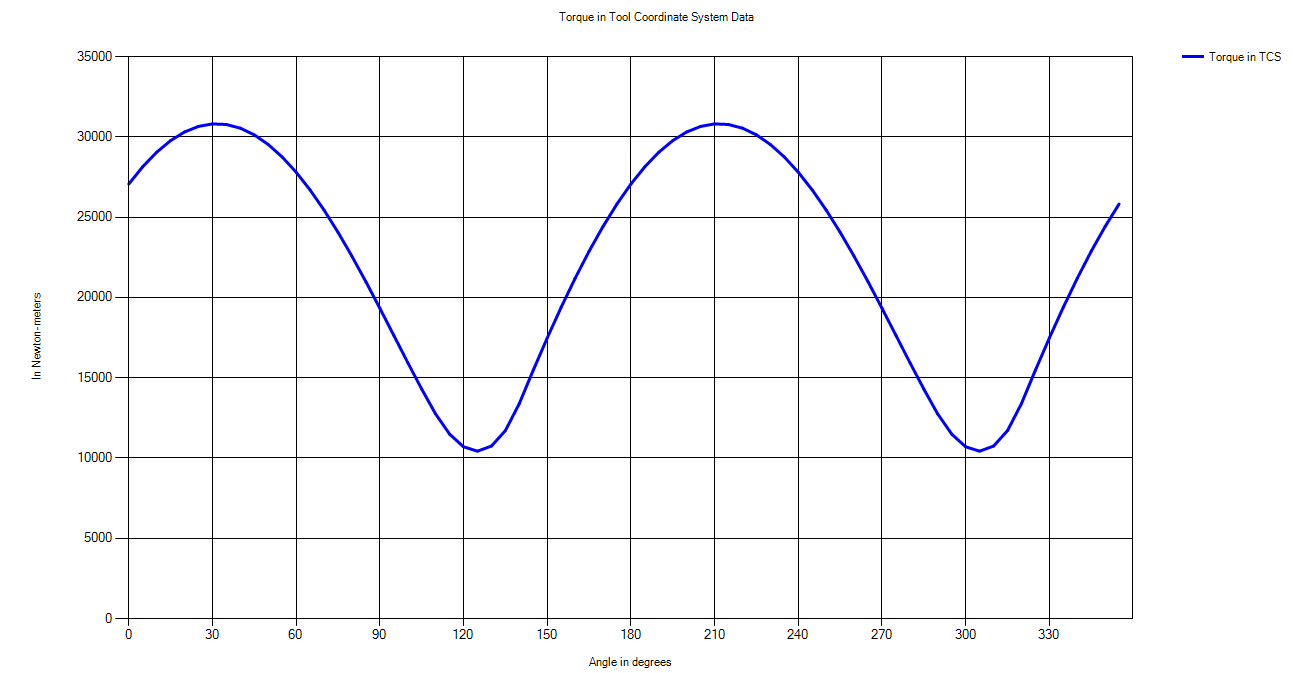 Torque in Tool Coordinate System Data
Torque in TCS
35000
30000
25000
20000
15000
10000
5000
0
In Newton-meters
0 30 60 90 120 150 180 210 240 270 300 330
Angle in degrees